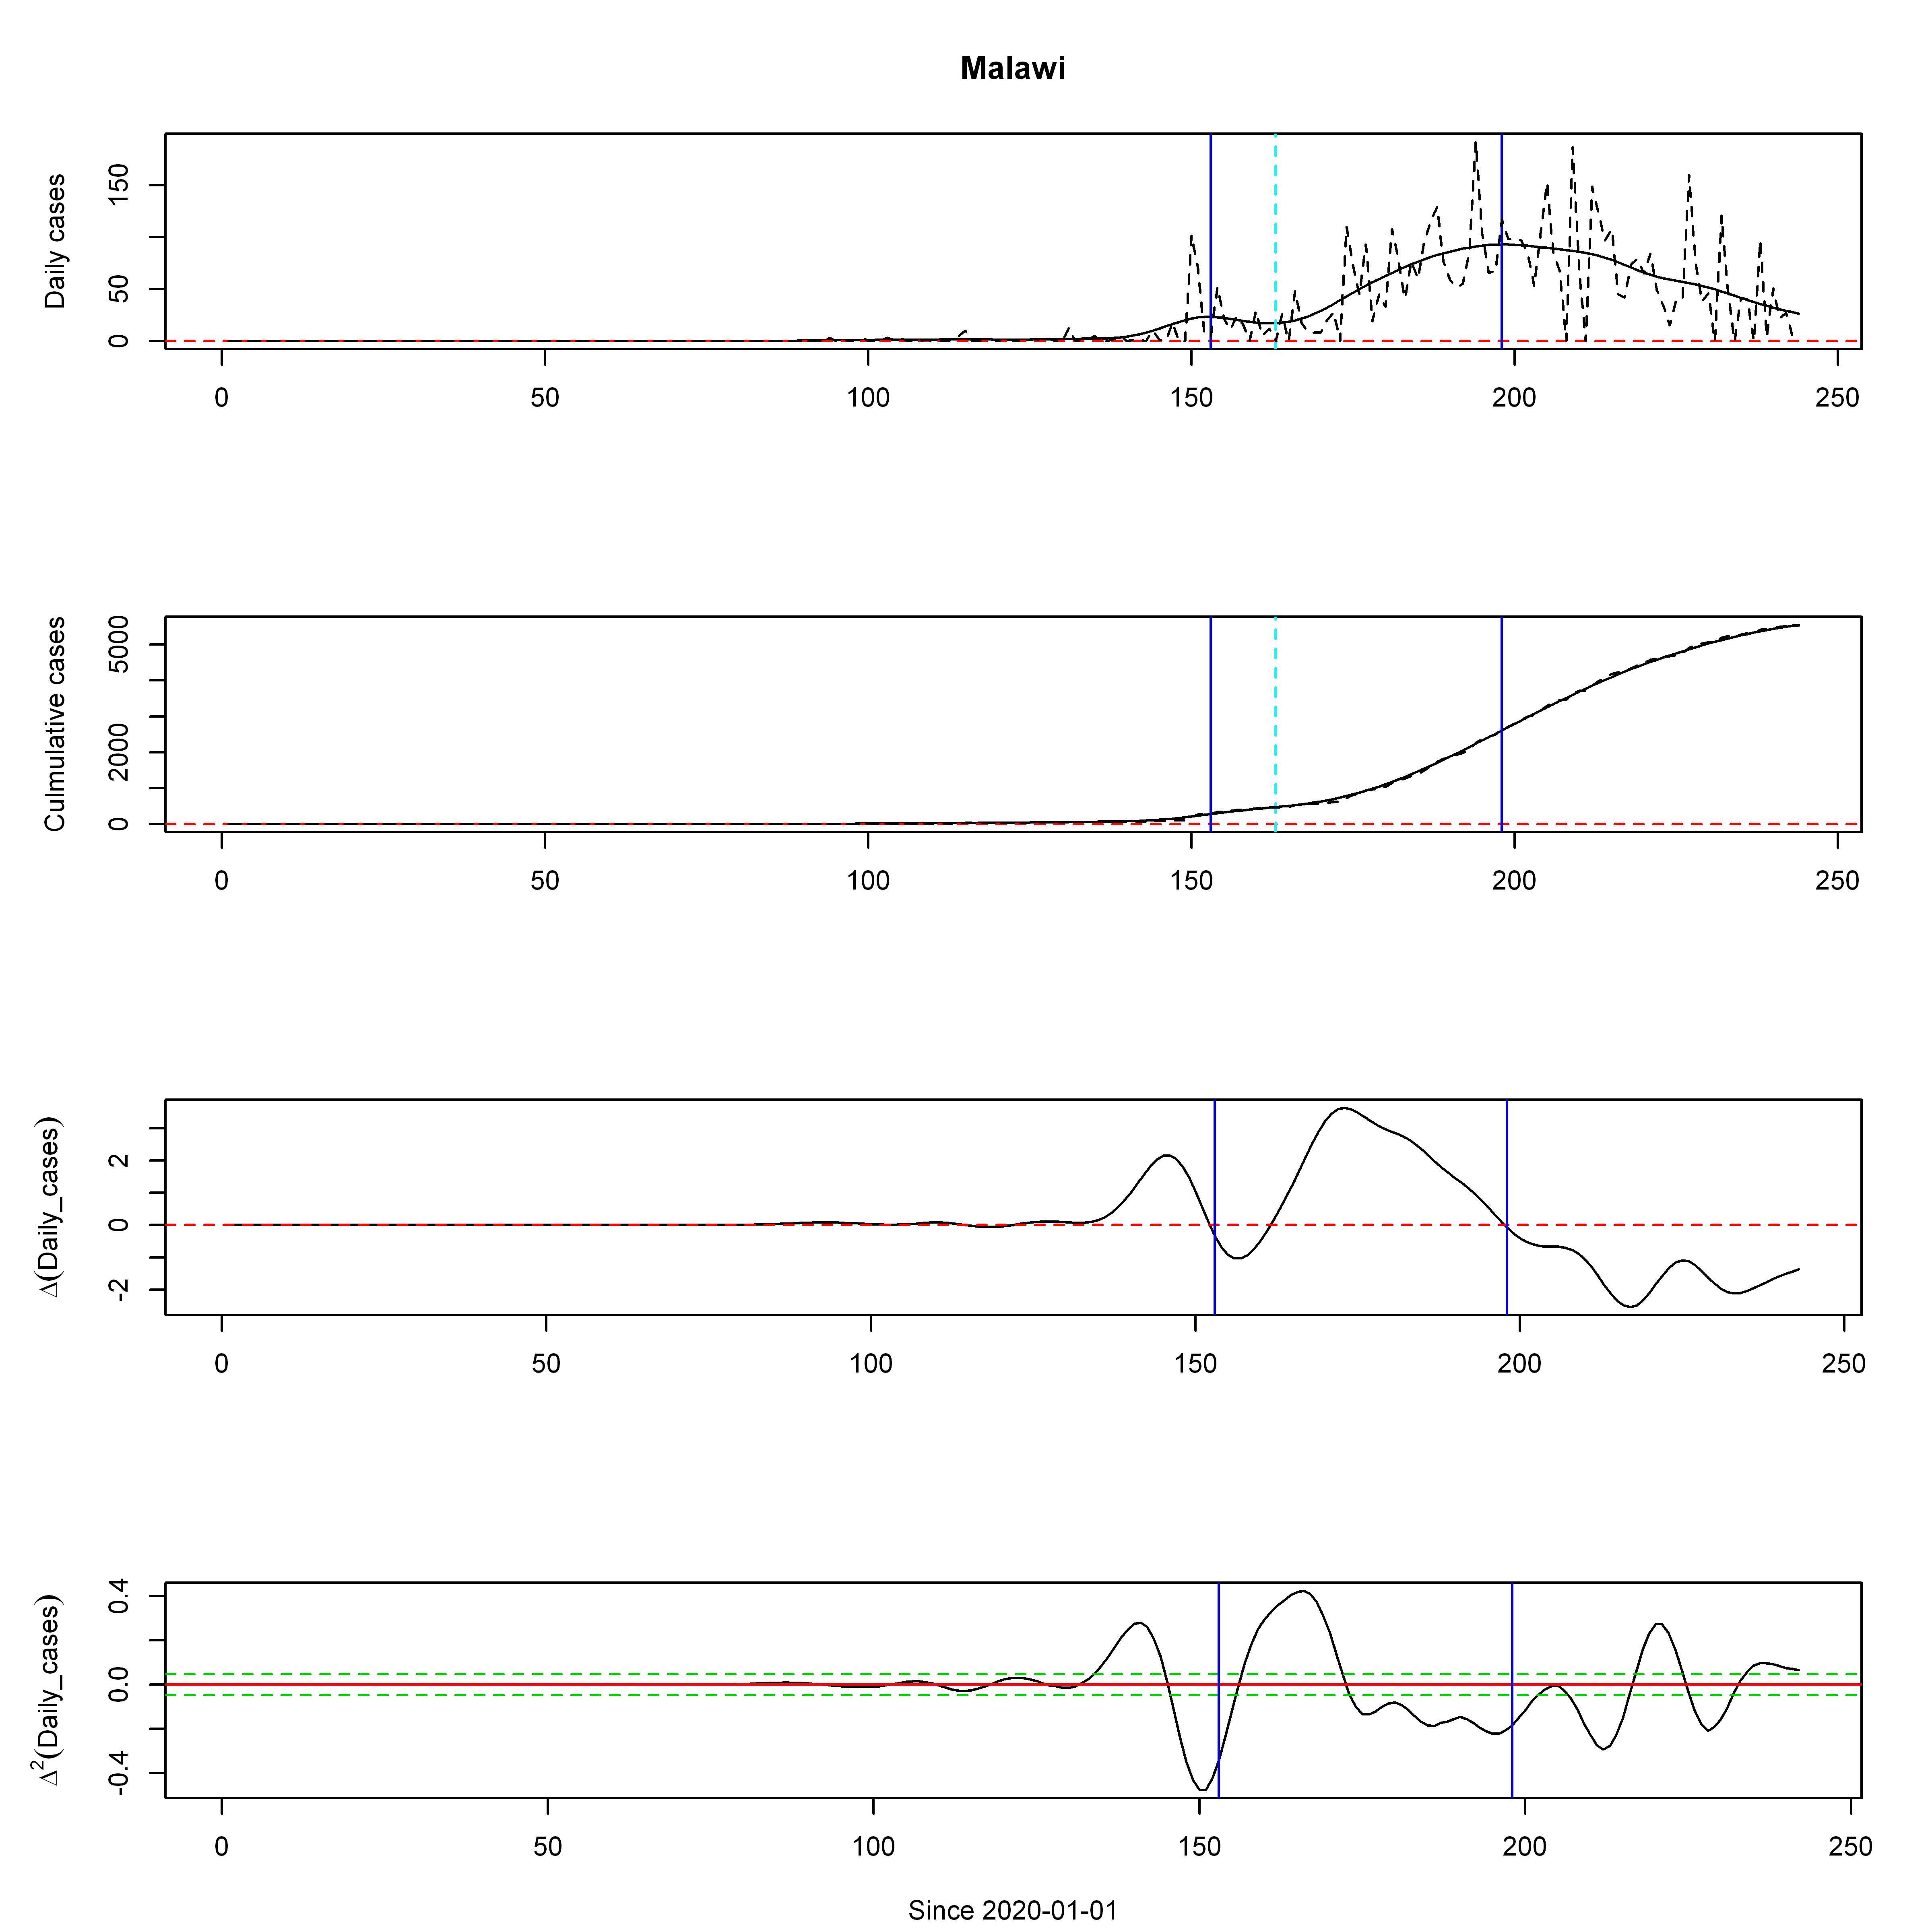 Malawi
Daily cases
0 50 150
0 50 100 150 200 250
Culmulative cases
0 2000 5000
0 50 100 150 200 250
Δ(Daily_cases)
-2 0 2
0 50 100 150 200 250
Δ²(Daily_cases)
-0.4 0.0 0.4
0 50 100 150 200 250
Since 2020-01-01